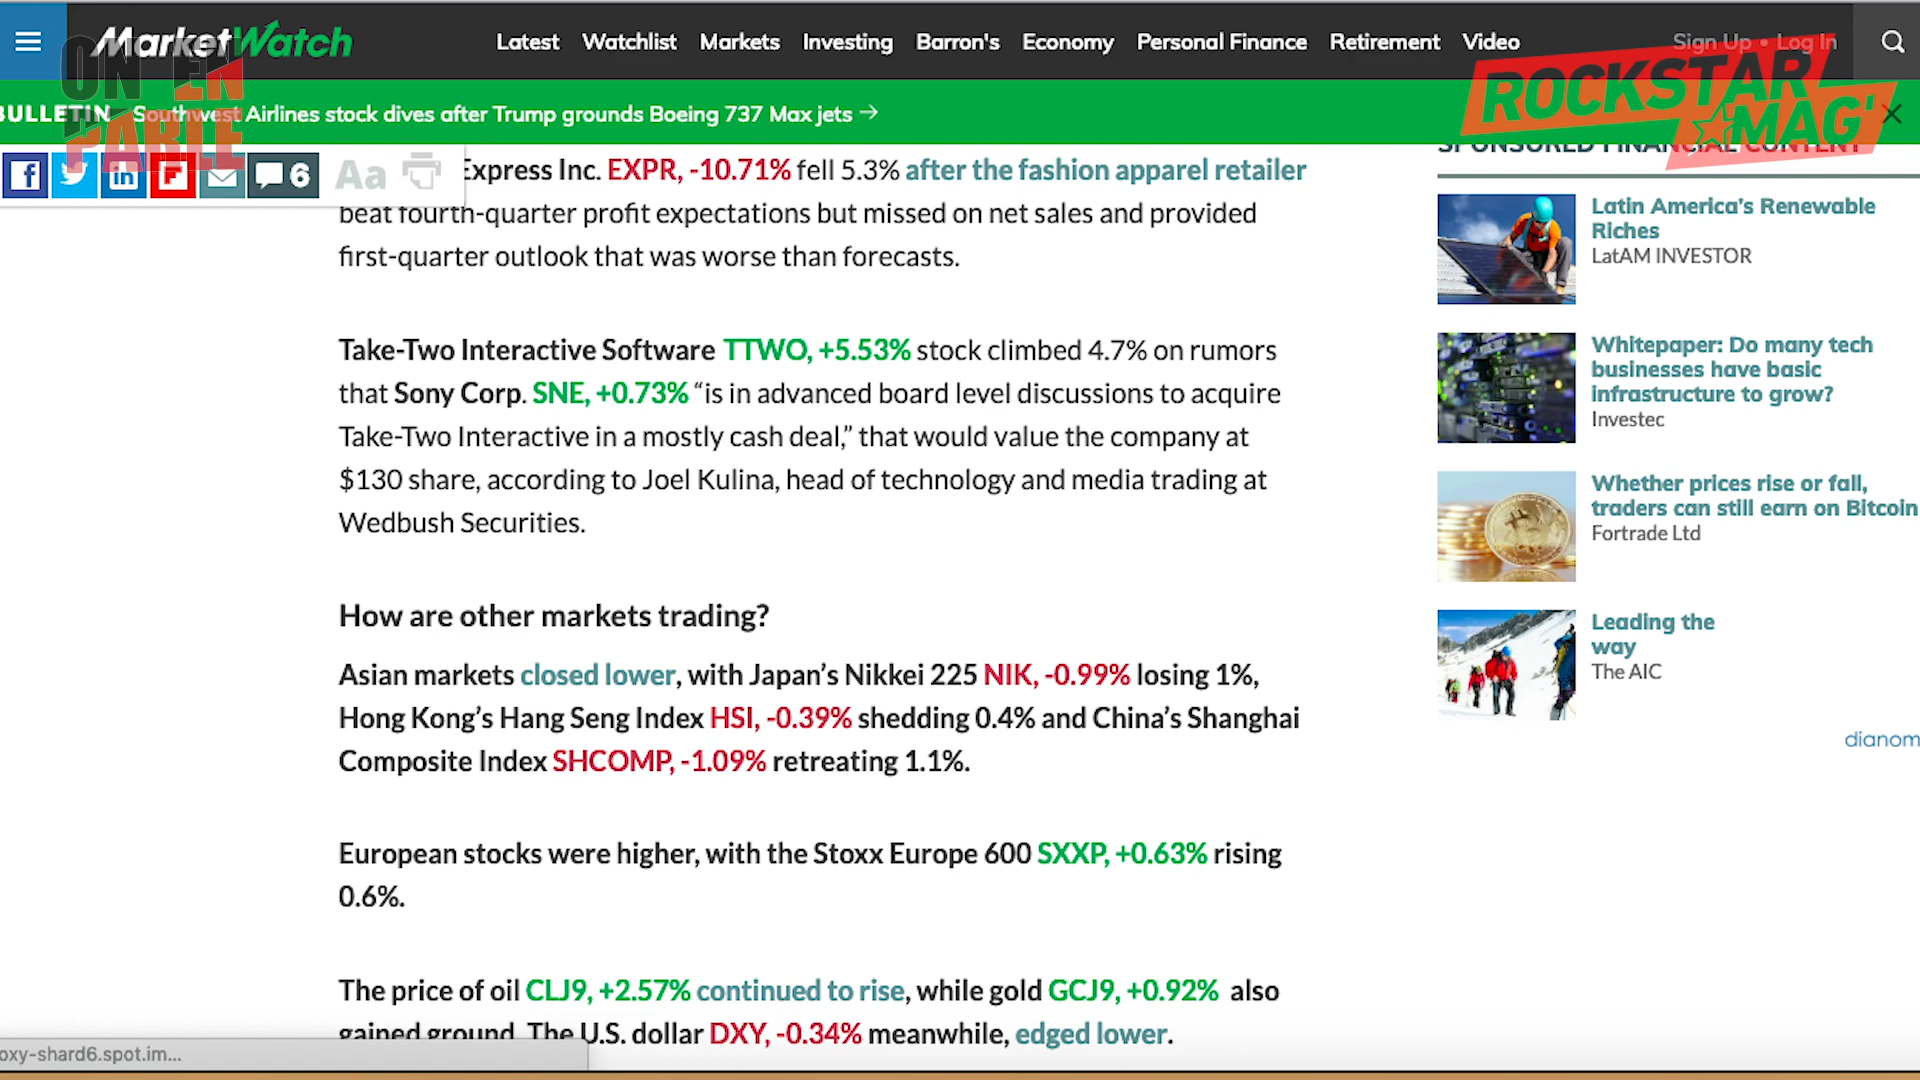 MarketWatch
Latest Watchlist Markets Investing Barron's Economy Personal Finance Retirement Video
Sign Up • Log In
ON EN PARLE
ROCKSTAR MAG'
BULLETIN Southwest Airlines stock dives after Trump grounds Boeing 737 Max jets →
6 Aa
Express Inc. EXPR, -10.71% fell 5.3% after the fashion apparel retailer
beat fourth-quarter profit expectations but missed on net sales and provided
first-quarter outlook that was worse than forecasts.
Take-Two Interactive Software TTWO, +5.53% stock climbed 4.7% on rumors
that Sony Corp. SNE, +0.73% “is in advanced board level discussions to acquire
Take-Two Interactive in a mostly cash deal,” that would value the company at
$130 share, according to Joel Kulina, head of technology and media trading at
Wedbush Securities.
How are other markets trading?
Asian markets closed lower, with Japan’s Nikkei 225 NIK, -0.99% losing 1%,
Hong Kong’s Hang Seng Index HSI, -0.39% shedding 0.4% and China’s Shanghai
Composite Index SHCOMP, -1.09% retreating 1.1%.
European stocks were higher, with the Stoxx Europe 600 SXXP, +0.63% rising
0.6%.
The price of oil CLJ9, +2.57% continued to rise, while gold GCJ9, +0.92% also
gained ground. The U.S. dollar DXY, -0.34% meanwhile, edged lower.
SPONSORED FINANCIAL CONTENT
Latin America’s Renewable
Riches
LatAM INVESTOR
Whitepaper: Do many tech
businesses have basic
infrastructure to grow?
Investec
Whether prices rise or fall,
traders can still earn on Bitcoin
Fortrade Ltd
Leading the
way
The AIC
dianom
oxy-shard6.spot.im...